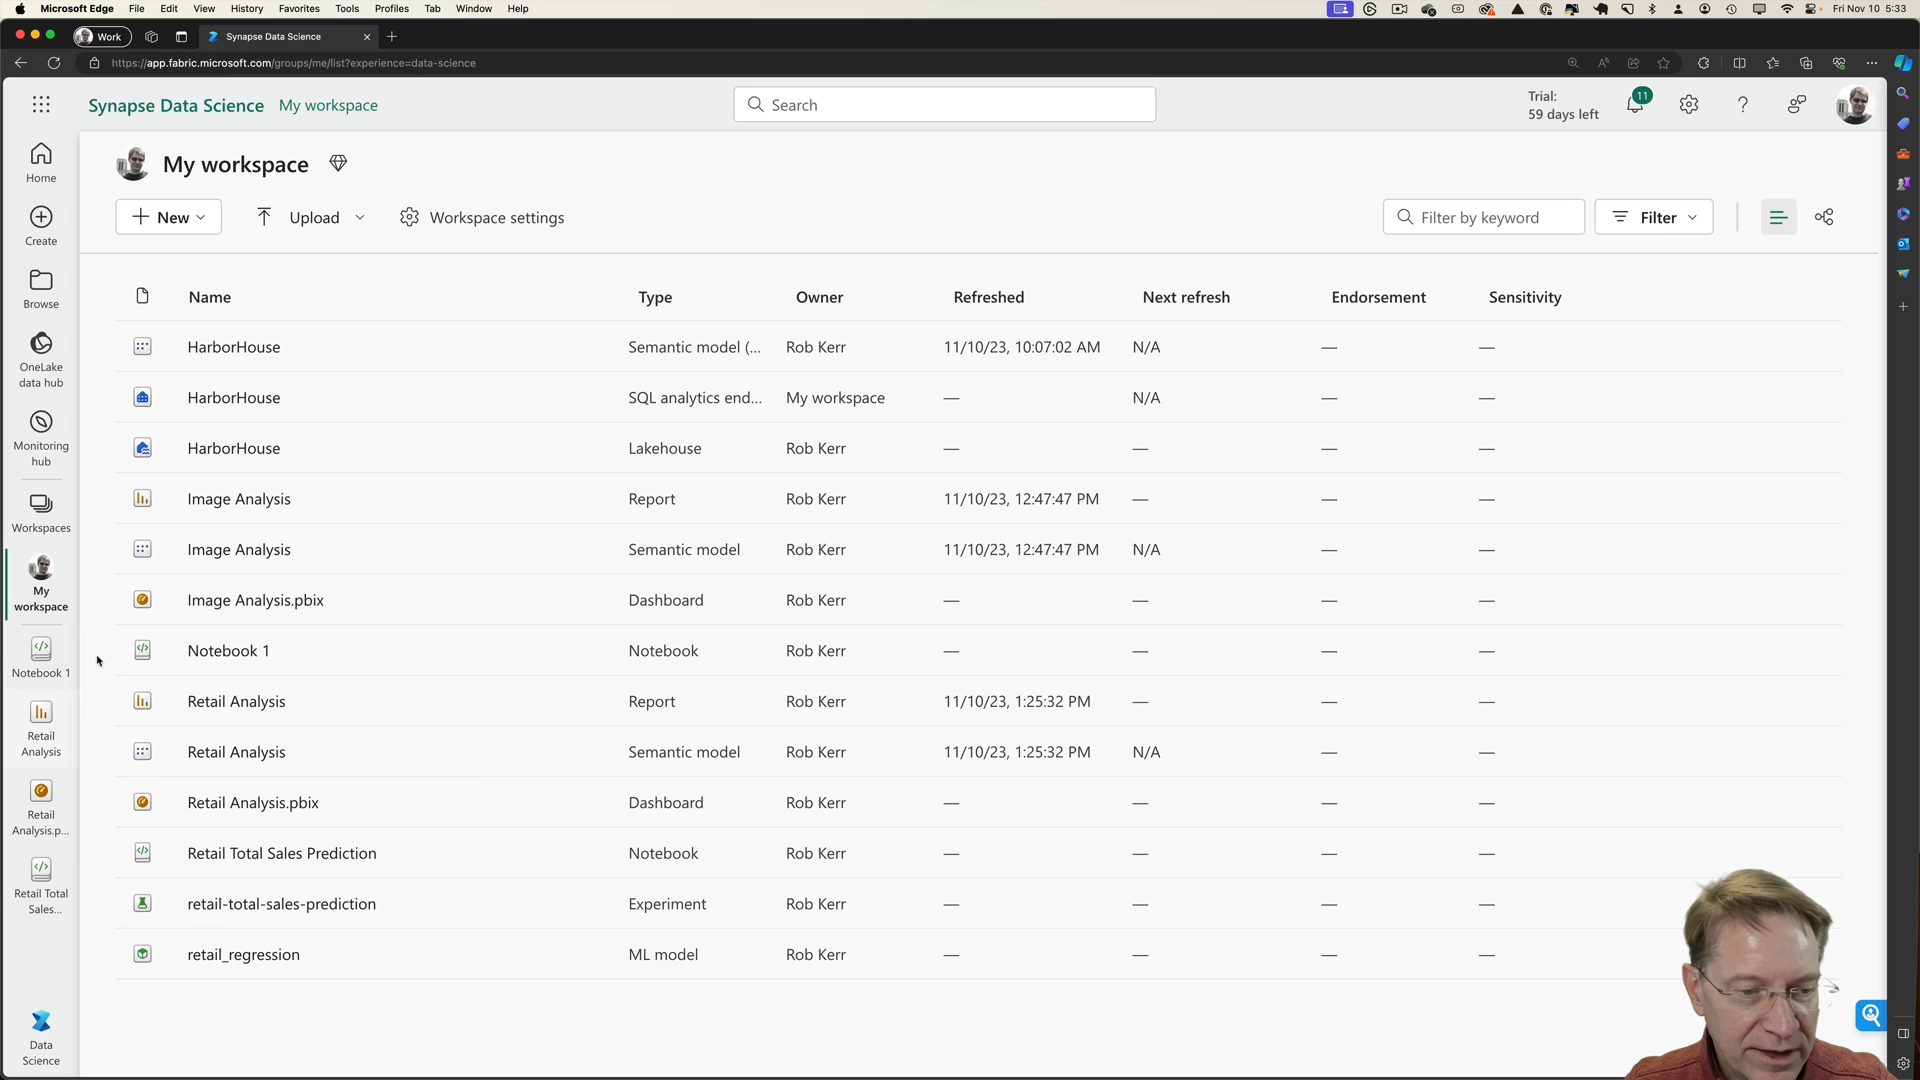 Microsoft Edge File Edit View History Favorites Tools Profiles Tab Window Help Fri Nov 10 5:33
Work Synapse Data Science
https://app.fabric.microsoft.com/groups/me/list?experience=data-science
Synapse Data Science My workspace Search Trial: 59 days left 11
Home
Create
Browse
OneLake data hub
Monitoring hub
Workspaces
My workspace
Notebook 1
Retail Analysis
Retail Analysis.p...
Retail Total Sales...
Data Science
My workspace
New Upload Workspace settings Filter by keyword Filter
Name Type Owner Refreshed Next refresh Endorsement Sensitivity
HarborHouse Semantic model (... Rob Kerr 11/10/23, 10:07:02 AM N/A — —
HarborHouse SQL analytics end... My workspace — N/A — —
HarborHouse Lakehouse Rob Kerr — — — —
Image Analysis Report Rob Kerr 11/10/23, 12:47:47 PM — — —
Image Analysis Semantic model Rob Kerr 11/10/23, 12:47:47 PM N/A — —
Image Analysis.pbix Dashboard Rob Kerr — — — —
Notebook 1 Notebook Rob Kerr — — — —
Retail Analysis Report Rob Kerr 11/10/23, 1:25:32 PM — — —
Retail Analysis Semantic model Rob Kerr 11/10/23, 1:25:32 PM N/A — —
Retail Analysis.pbix Dashboard Rob Kerr — — — —
Retail Total Sales Prediction Notebook Rob Kerr — — — —
retail-total-sales-prediction Experiment Rob Kerr — — — —
retail_regression ML model Rob Kerr — — — —